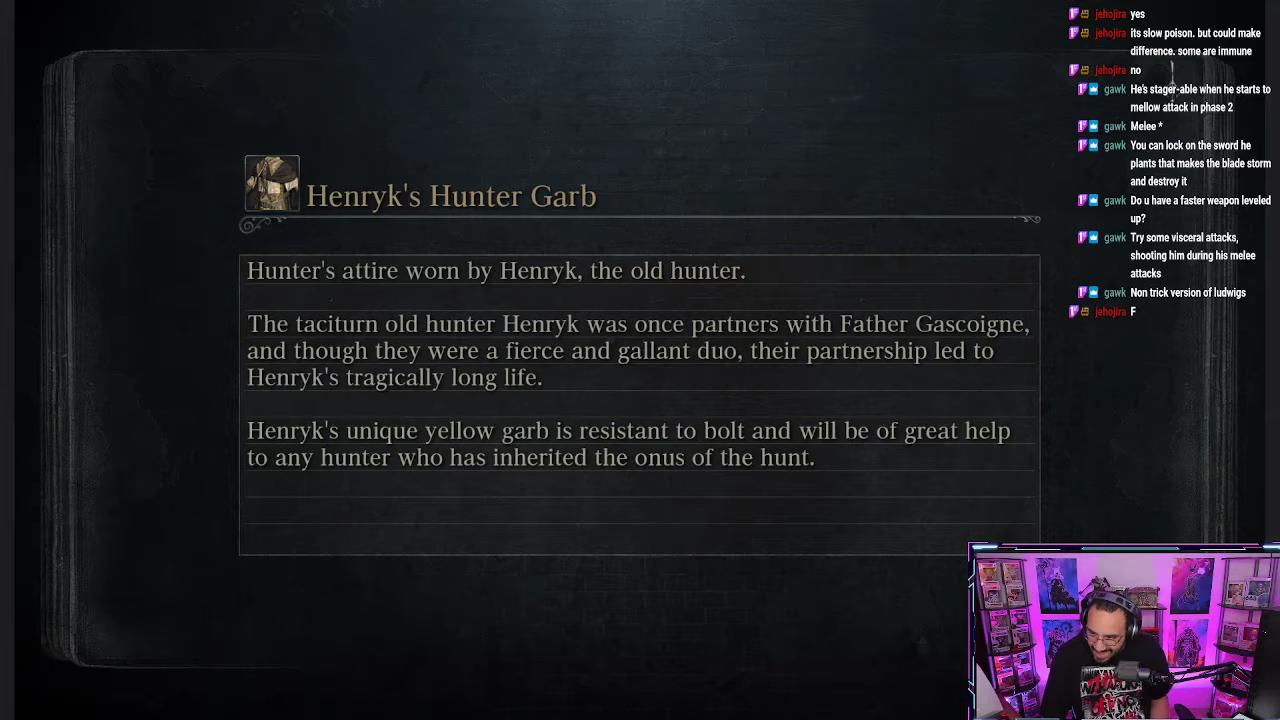 Henryk's Hunter Garb
Hunter's attire worn by Henryk, the old hunter.
The taciturn old hunter Henryk was once partners with Father Gascoigne,
and though they were a fierce and gallant duo, their partnership led to
Henryk's tragically long life.
Henryk's unique yellow garb is resistant to bolt and will be of great help
to any hunter who has inherited the onus of the hunt.
jehojira yes
jehojira its slow poison. but could make
difference. some are immune
jehojira no
gawk He's stager-able when he starts to
mellow attack in phase 2
gawk Melee *
gawk You can lock on the sword he
plants that makes the blade storm
and destroy it
gawk Do u have a faster weapon leveled
up?
gawk Try some visceral attacks,
shooting him during his melee
attacks
gawk Non trick version of ludwigs
jehojira F